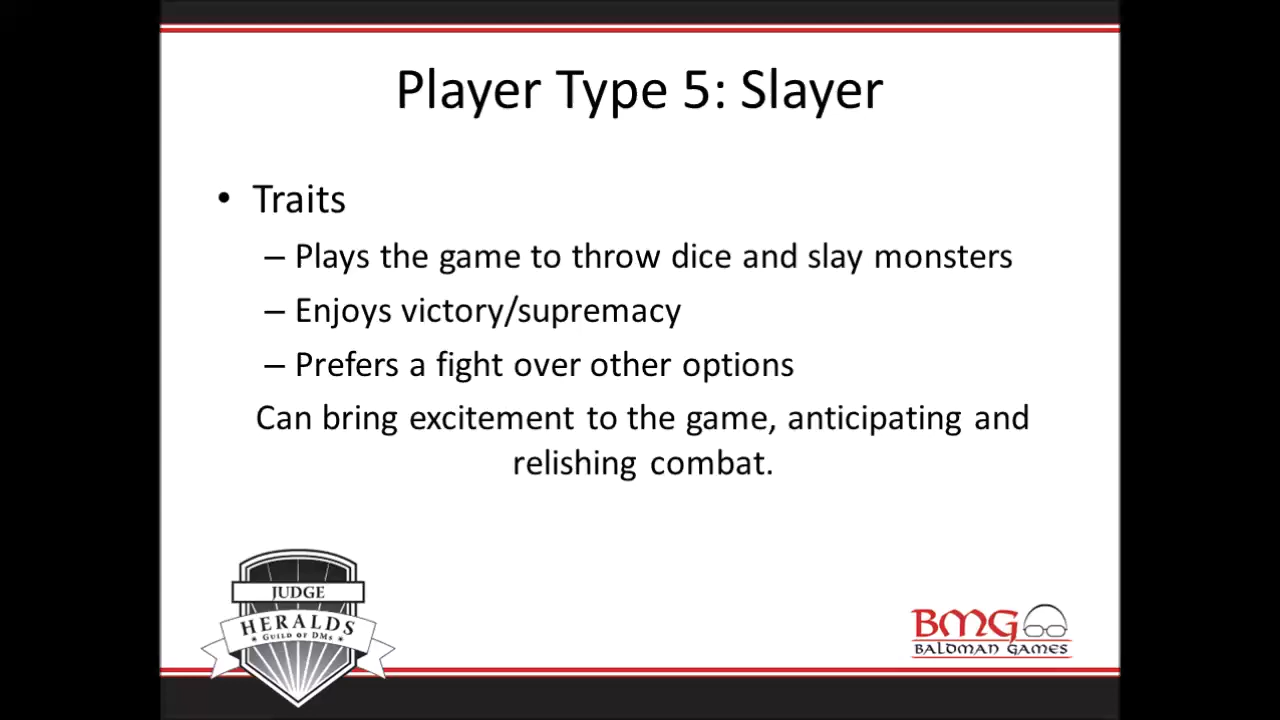 Player Type 5: Slayer
• Traits
– Plays the game to throw dice and slay monsters
– Enjoys victory/supremacy
– Prefers a fight over other options
Can bring excitement to the game, anticipating and
relishing combat.
JUDGE
HERALDS
★ GUILD OF DMs ★
BMG
BALDMAN GAMES